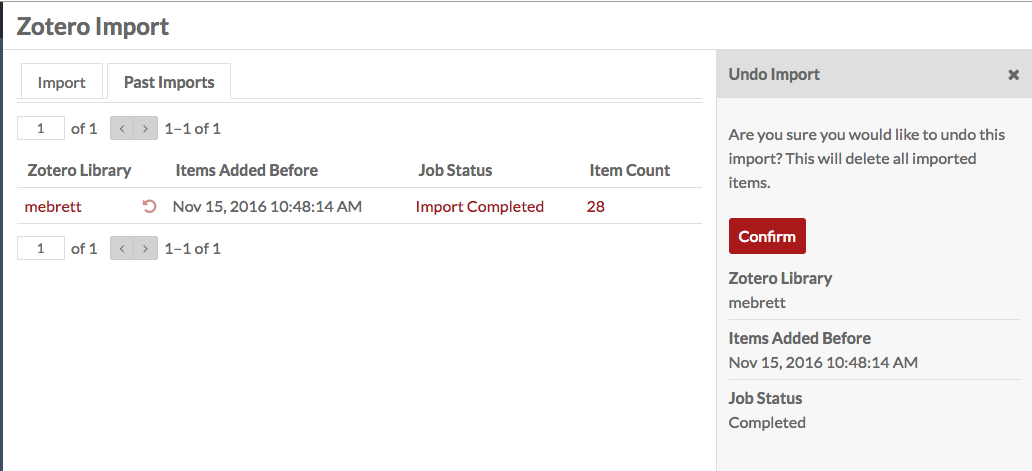 Zotero Import
Import
Past Imports
1 of 1 < > 1–1 of 1
Zotero Library Items Added Before Job Status Item Count
mebrett Nov 15, 2016 10:48:14 AM Import Completed 28
1 of 1 < > 1–1 of 1
Undo Import
Are you sure you would like to undo this
import? This will delete all imported
items.
Confirm
Zotero Library
mebrett
Items Added Before
Nov 15, 2016 10:48:14 AM
Job Status
Completed